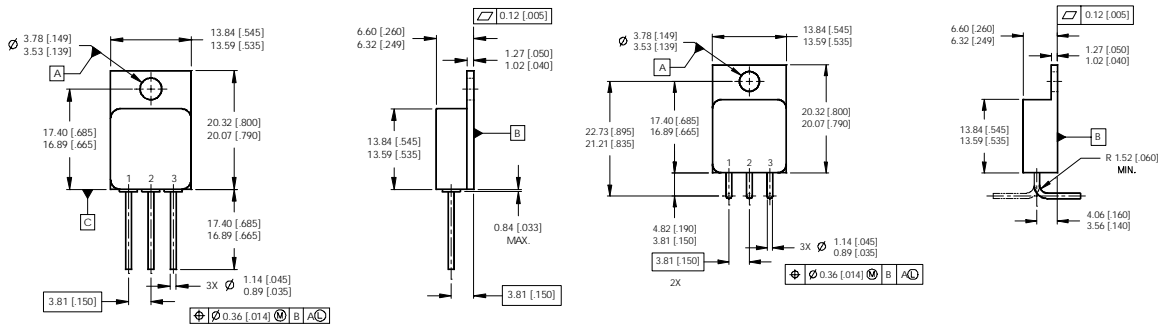 ⏥ 0.12 [.005]
13.84 [.545]
13.59 [.535]
Ø 3.78 [.149]
3.53 [.139]
A
6.60 [.260]
6.32 [.249]
1.27 [.050]
1.02 [.040]
17.40 [.685]
16.89 [.665]
20.32 [.800]
20.07 [.790]
13.84 [.545]
13.59 [.535]
B
1 2 3
C
17.40 [.685]
16.89 [.665]
0.84 [.033]
MAX.
3X Ø 1.14 [.045]
0.89 [.035]
3.81 [.150]
3.81 [.150]
⌖ Ø 0.36 [.014] Ⓜ B AⓁ
⏥ 0.12 [.005]
Ø 3.78 [.149]
3.53 [.139]
13.84 [.545]
13.59 [.535]
A
6.60 [.260]
6.32 [.249]
1.27 [.050]
1.02 [.040]
22.73 [.895]
21.21 [.835]
17.40 [.685]
16.89 [.665]
20.32 [.800]
20.07 [.790]
13.84 [.545]
13.59 [.535]
B
R 1.52 [.060]
MIN.
1 2 3
4.82 [.190]
3.81 [.150]
4.06 [.160]
3.56 [.140]
3X Ø 1.14 [.045]
0.89 [.035]
3.81 [.150]
2X
⌖ Ø 0.36 [.014] Ⓜ B AⓁ